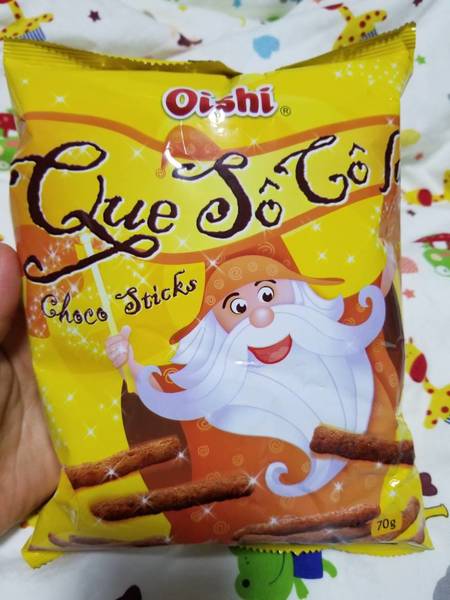 Oishi ®
Que Sô Cô
Choco Sticks
70g